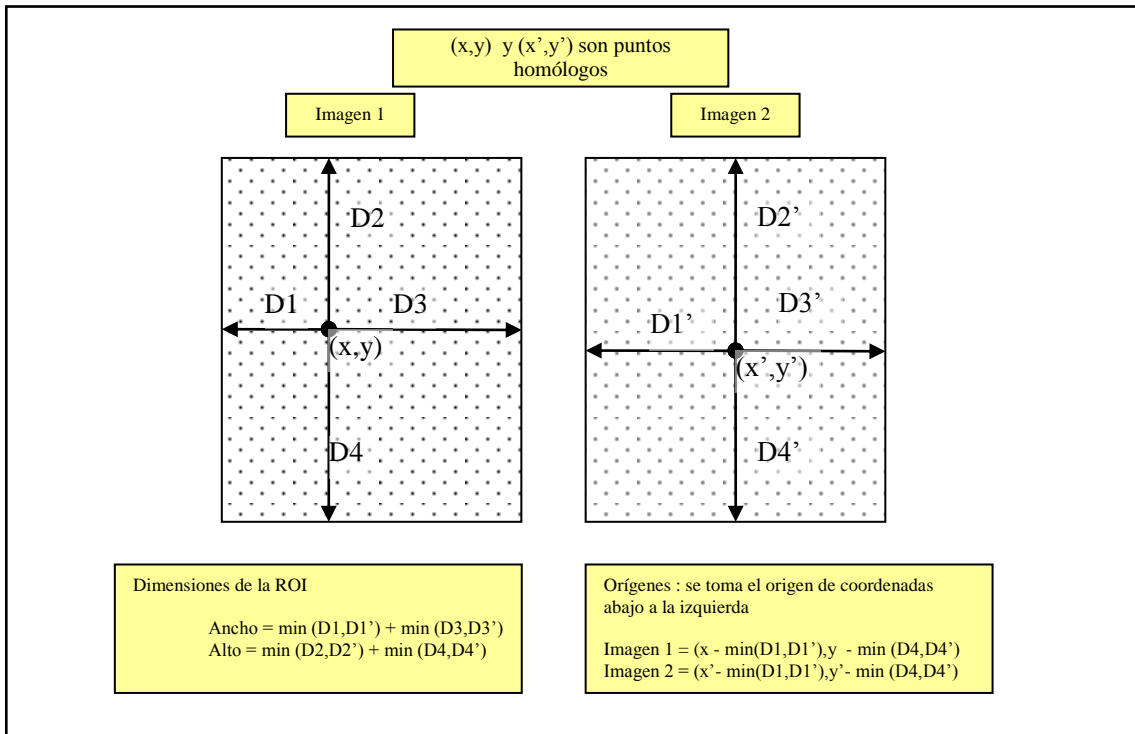 (x,y)  y (x’,y’) son puntos
homólogos
Imagen 1
Imagen 2
D2
D1
D3
(x,y)
D4
D2’
D3’
D1’
(x’,y’)
D4’
Dimensiones de la ROI
Ancho = min (D1,D1’) + min (D3,D3’)
Alto = min (D2,D2’) + min (D4,D4’)
Orígenes : se toma el origen de coordenadas
abajo a la izquierda
Imagen 1 = (x - min(D1,D1’),y  - min (D4,D4’)
Imagen 2 = (x’- min(D1,D1’),y’- min (D4,D4’)